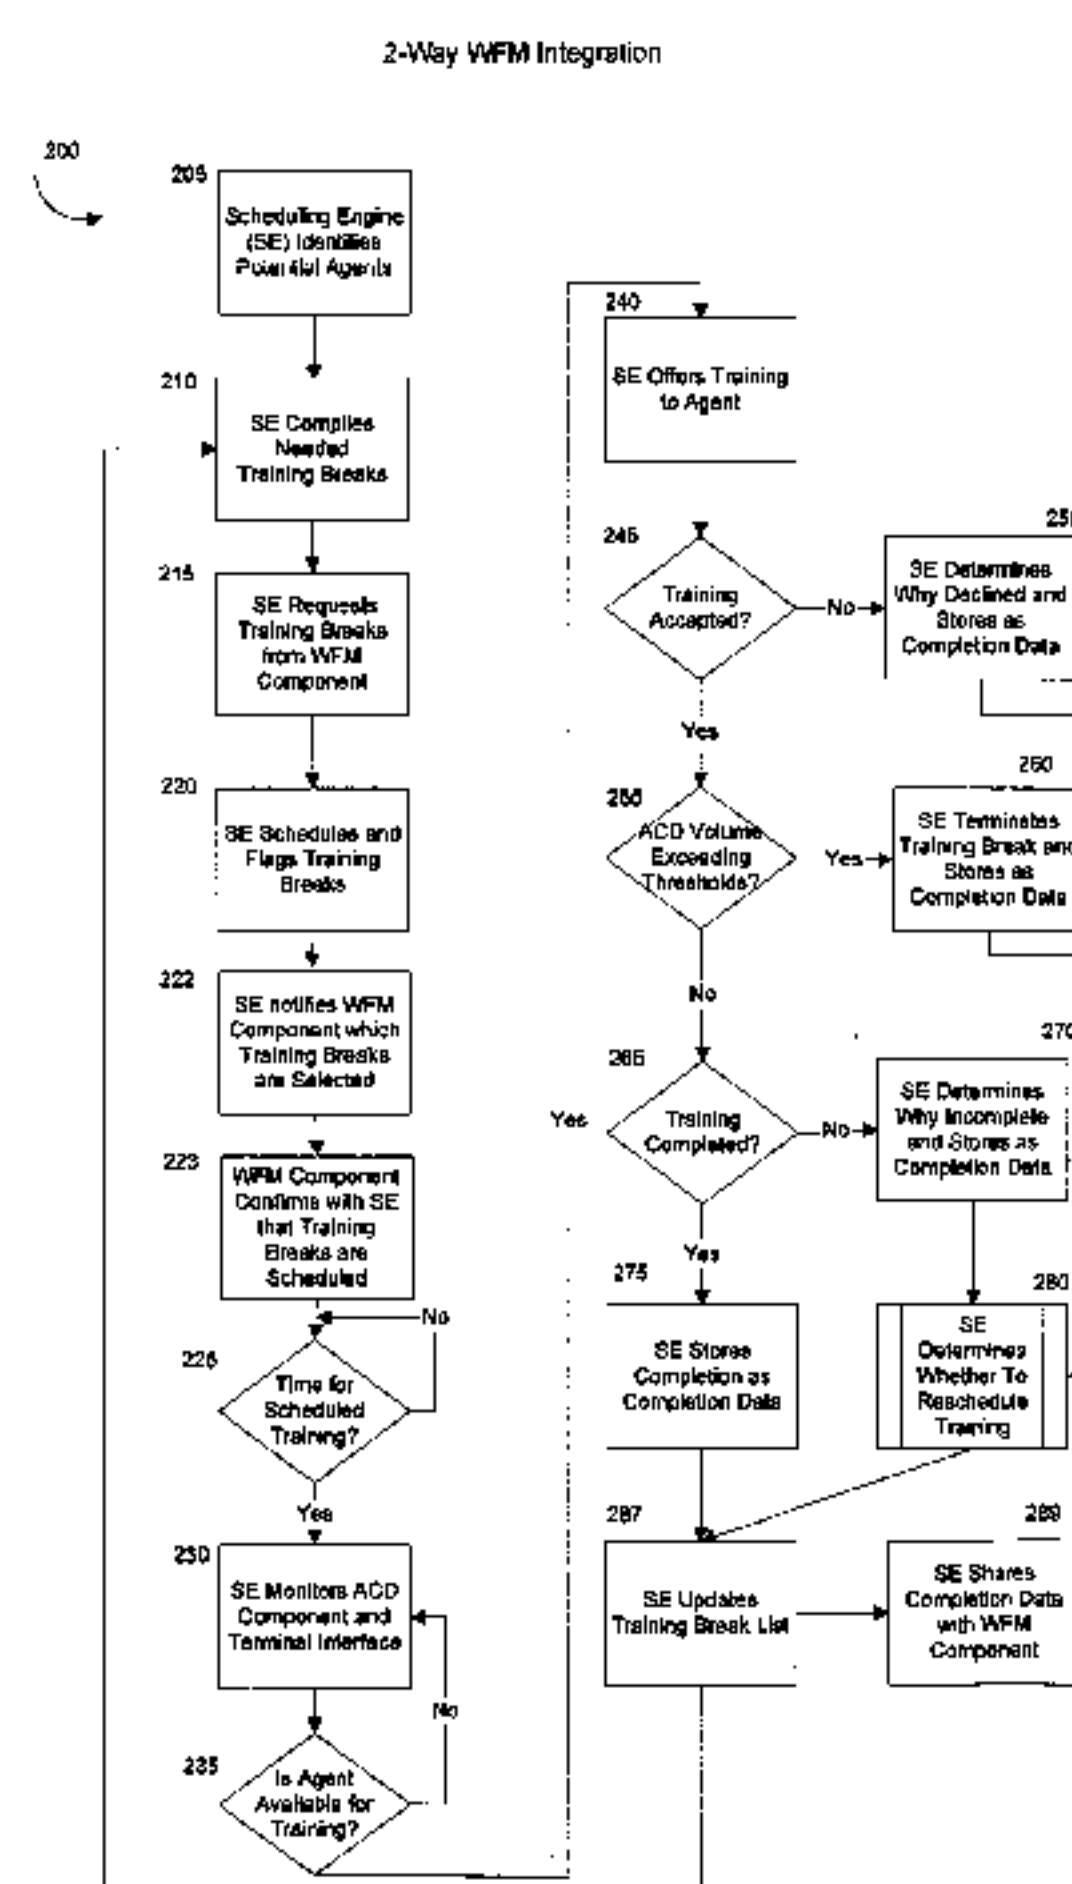 2-Way WFM Integration
200
205
Scheduling Engine
(SE) Identifies
Potential Agents
210
SE Compiles
Needed
Training Breaks
215
SE Requests
Training Breaks
from WFM
Component
220
SE Schedules and
Flags Training
Breaks
222
SE notifies WFM
Component which
Training Breaks
are Selected
223
WFM Component
Confirms with SE
that Training
Breaks are
Scheduled
No
225
Time for
Scheduled
Training?
Yes
230
SE Monitors ACD
Component and
Terminal Interface
No
235
Is Agent
Available for
Training?
Yes
240
SE Offers Training
to Agent
245
Training
Accepted?
No
Yes
SE Determines
Why Declined and
Stores as
Completion Data
255
ACD Volume
Exceeding
Thresholds?
Yes
No
260
SE Terminates
Training Break and
Stores as
Completion Data
265
Training
Completed?
No
Yes
270
SE Determines
Why Incomplete
and Stores as
Completion Data
275
SE Stores
Completion as
Completion Data
280
SE
Determines
Whether To
Reschedule
Training
287
SE Updates
Training Break List
289
SE Shares
Completion Data
with WFM
Component